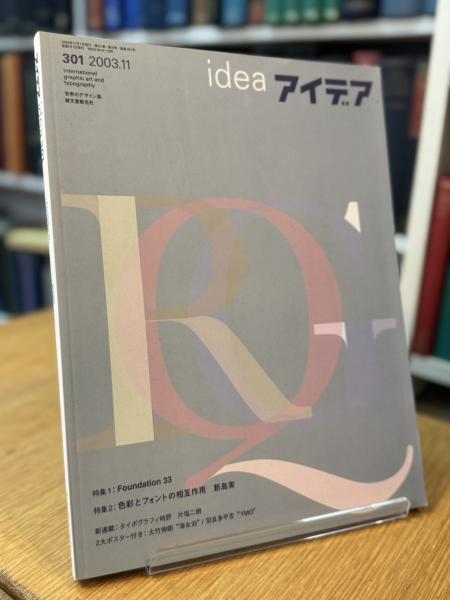 idea アイデア
301 2003.11
international
graphic art and
typography
世界のデザイン誌
誠文堂新光社
特集1: Foundation 33
特集2: 色彩とフォントの相互作用 新島実
新連載: タイポグラフィ時評 片塩二朗
2大ポスター付き: 大竹伸朗 "海女泊" / 羽良多平吉 "YMO"